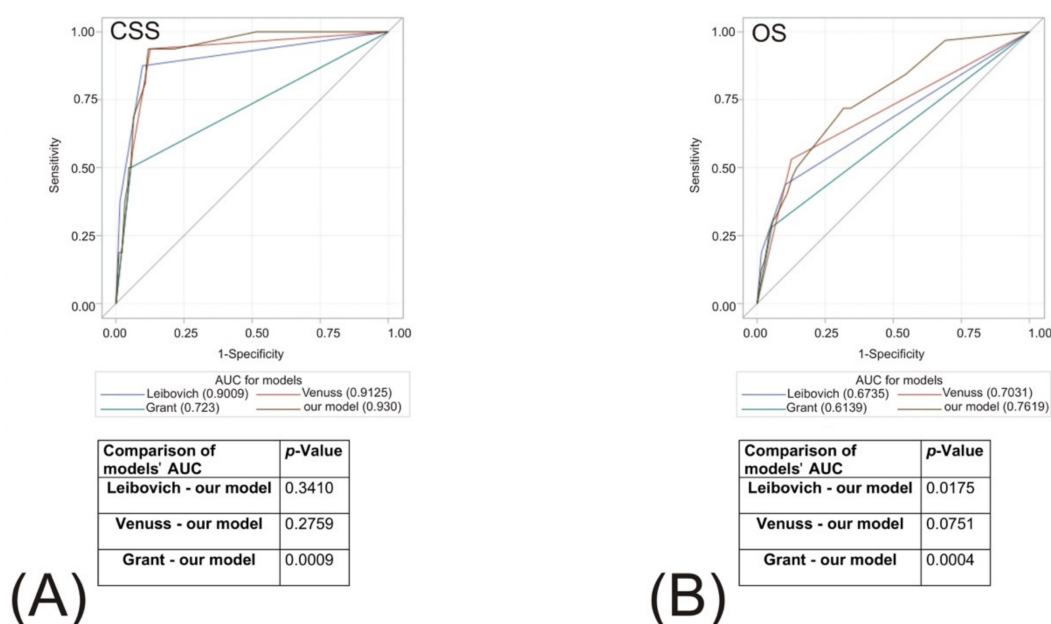 CSS
1.00
0.75
0.50
0.25
0.00
Sensitivity
0.00 0.25 0.50 0.75 1.00
1-Specificity
AUC for models
Leibovich (0.9009) Venuss (0.9125)
Grant (0.723) our model (0.930)
Comparison of models' AUC p-Value
Leibovich - our model 0.3410
Venuss - our model 0.2759
Grant - our model 0.0009
(A)
OS
1.00
0.75
0.50
0.25
0.00
Sensitivity
0.00 0.25 0.50 0.75 1.00
1-Specificity
AUC for models
Leibovich (0.6735) Venuss (0.7031)
Grant (0.6139) our model (0.7619)
Comparison of models' AUC p-Value
Leibovich - our model 0.0175
Venuss - our model 0.0751
Grant - our model 0.0004
(B)